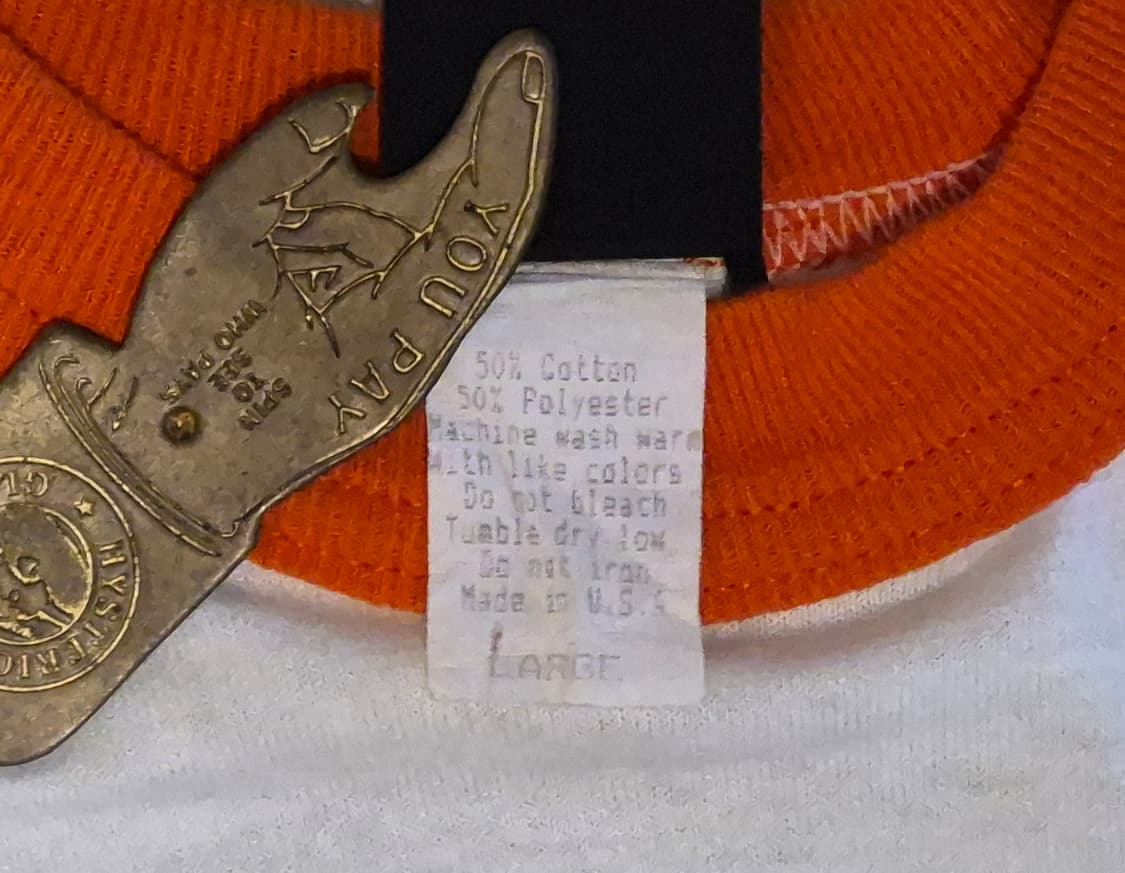 YOU PAY
SPIN
TO
SEE
WHO PAYS
50% Cotton
50% Polyester
Machine wash warm
With like colors
Do not bleach
Tumble dry low
Do not iron
Made in U.S.A
LARGE